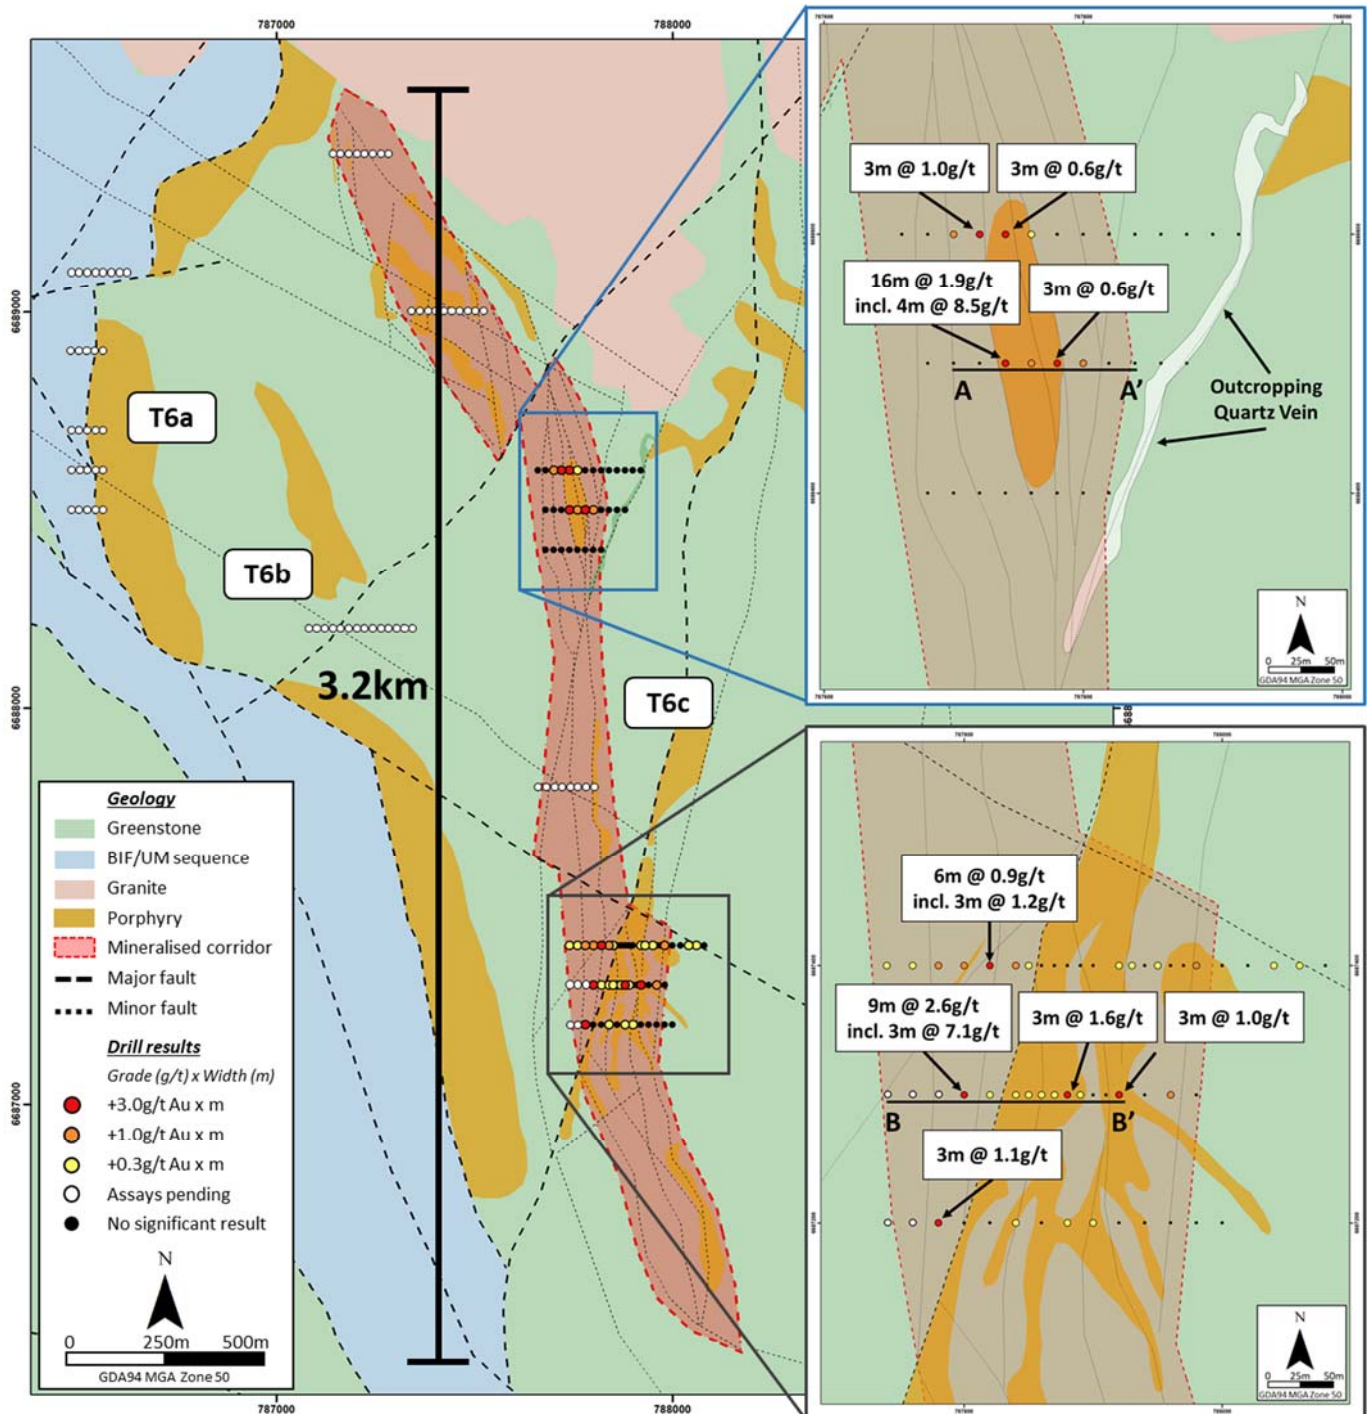 787000
788000
6689000
6688000
6687000
T6a
T6b
T6c
3.2km
Geology
Greenstone
BIF/UM sequence
Granite
Porphyry
Mineralised corridor
Major fault
Minor fault
Drill results
Grade (g/t) x Width (m)
+3.0g/t Au x m
+1.0g/t Au x m
+0.3g/t Au x m
Assays pending
No significant result
N
0 250m 500m
GDA94 MGA Zone 50
787000
788000
3m @ 1.0g/t
3m @ 0.6g/t
16m @ 1.9g/t
incl. 4m @ 8.5g/t
3m @ 0.6g/t
A
A'
Outcropping
Quartz Vein
N
0 25m 50m
GDA94 MGA Zone 50
6688
6m @ 0.9g/t
incl. 3m @ 1.2g/t
9m @ 2.6g/t
incl. 3m @ 7.1g/t
3m @ 1.6g/t
3m @ 1.0g/t
B
B'
3m @ 1.1g/t
N
0 25m 50m
GDA94 MGA Zone 50